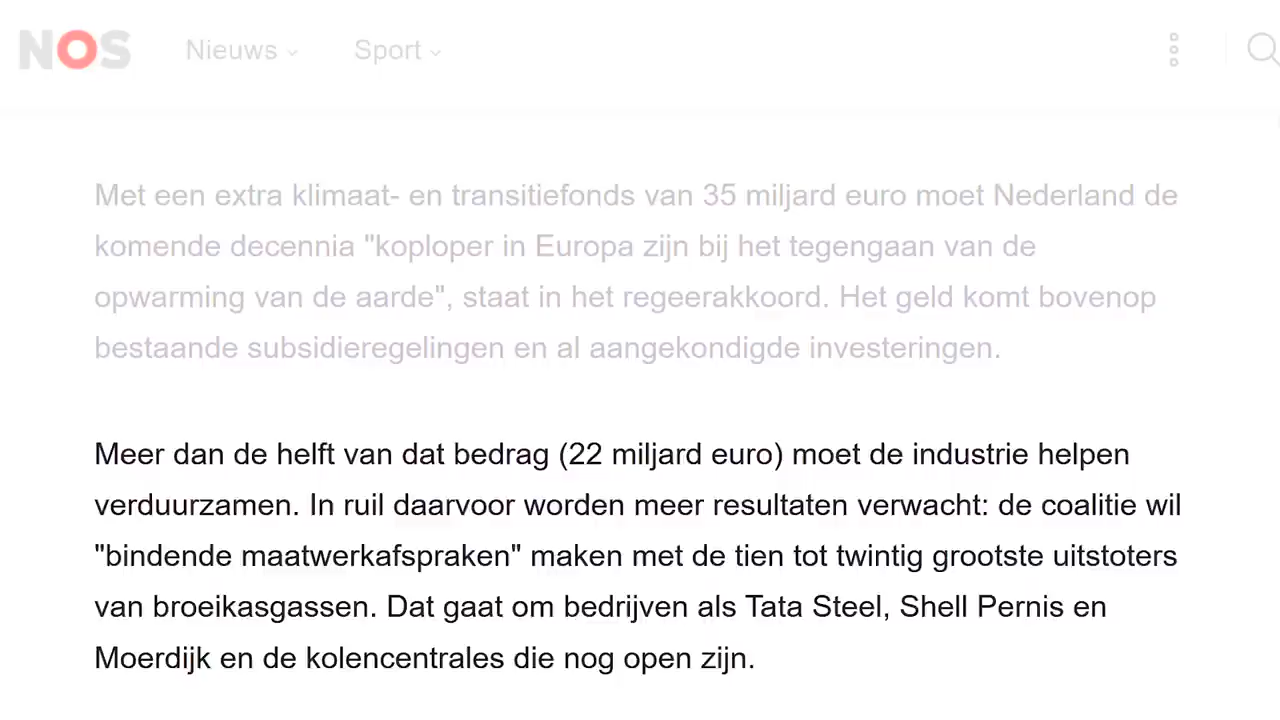 NOS Nieuws Sport
Met een extra klimaat- en transitiefonds van 35 miljard euro moet Nederland de
komende decennia "koploper in Europa zijn bij het tegengaan van de
opwarming van de aarde", staat in het regeerakkoord. Het geld komt bovenop
bestaande subsidieregelingen en al aangekondigde investeringen.
Meer dan de helft van dat bedrag (22 miljard euro) moet de industrie helpen
verduurzamen. In ruil daarvoor worden meer resultaten verwacht: de coalitie wil
"bindende maatwerkafspraken" maken met de tien tot twintig grootste uitstoters
van broeikasgassen. Dat gaat om bedrijven als Tata Steel, Shell Pernis en
Moerdijk en de kolencentrales die nog open zijn.